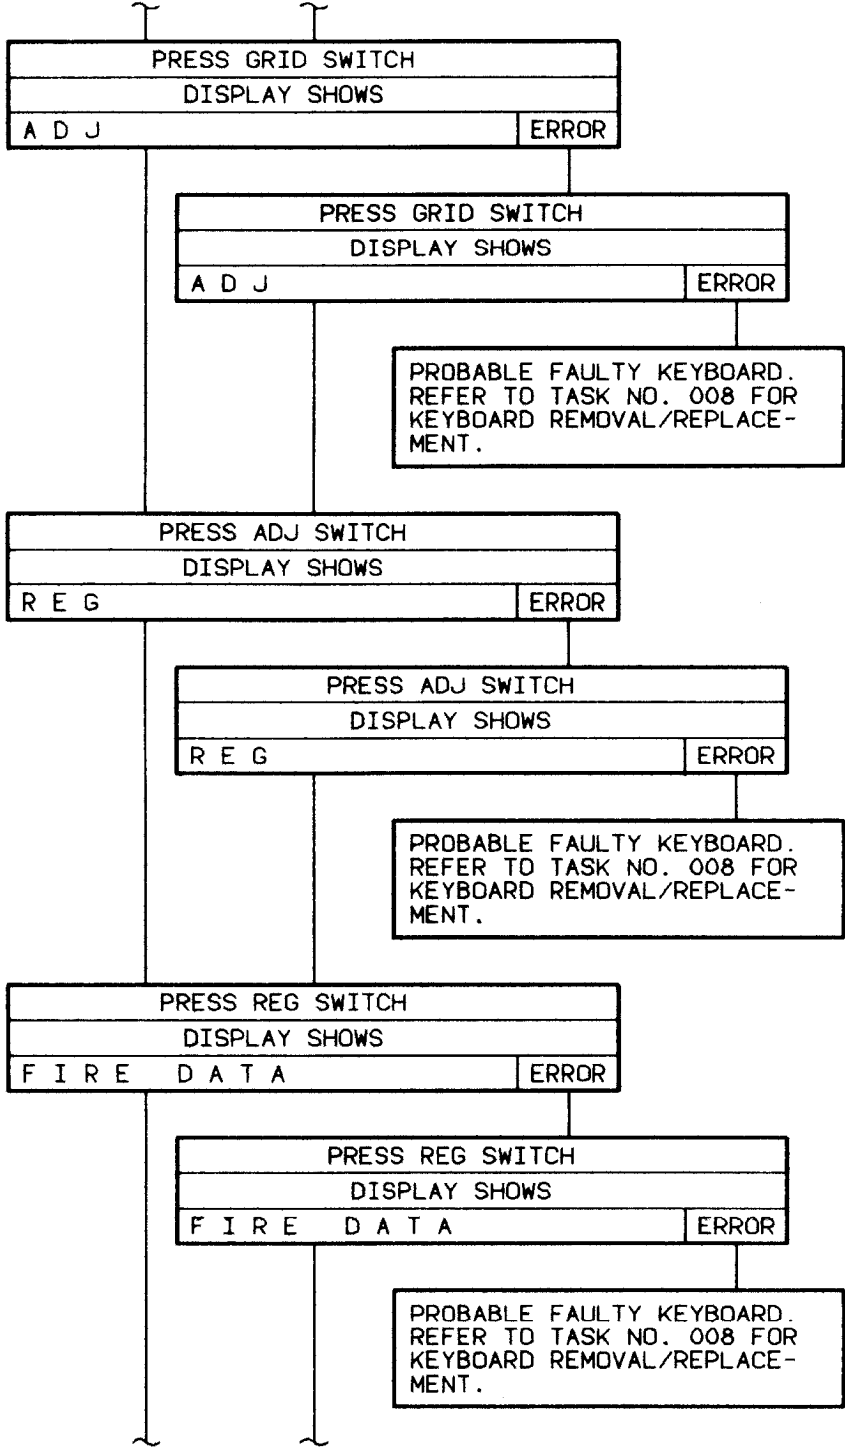 PRESS GRID SWITCH
DISPLAY SHOWS
A D J ERROR
PRESS GRID SWITCH
DISPLAY SHOWS
A D J ERROR
PROBABLE FAULTY KEYBOARD.
REFER TO TASK NO. 008 FOR
KEYBOARD REMOVAL/REPLACE-
MENT.
PRESS ADJ SWITCH
DISPLAY SHOWS
R E G ERROR
PRESS ADJ SWITCH
DISPLAY SHOWS
R E G ERROR
PROBABLE FAULTY KEYBOARD.
REFER TO TASK NO. 008 FOR
KEYBOARD REMOVAL/REPLACE-
MENT.
PRESS REG SWITCH
DISPLAY SHOWS
F I R E  D A T A ERROR
PRESS REG SWITCH
DISPLAY SHOWS
F I R E  D A T A ERROR
PROBABLE FAULTY KEYBOARD.
REFER TO TASK NO. 008 FOR
KEYBOARD REMOVAL/REPLACE-
MENT.